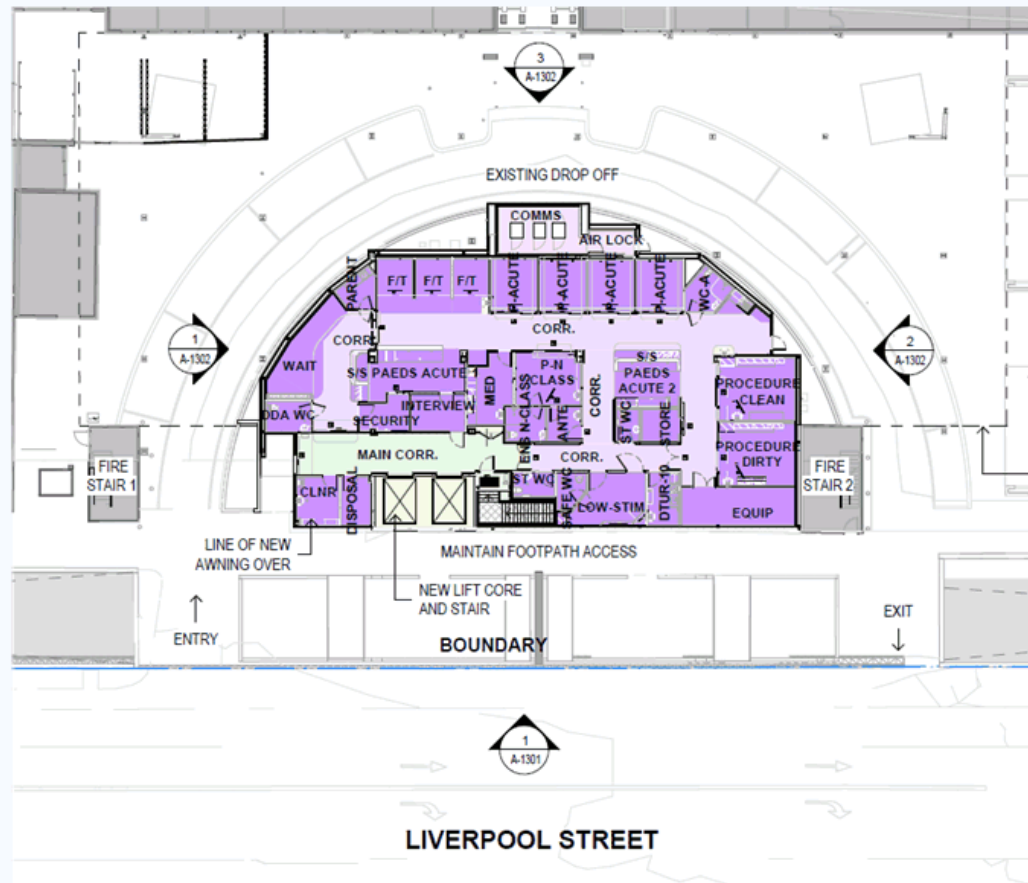 3
A-1302
EXISTING DROP OFF
COMMS
AIR LOCK
PARENT
F/T
F/T
F/T
P-ACUTE
P-ACUTE
P-ACUTE
P-ACUTE
WC-A
1
A-1302
CORR.
CORR.
2
A-1302
WAIT
S/S
PAEDS ACUTE
MED
P-N
CLASS
CORR.
S/S
PAEDS
ACUTE 2
PROCEDURE
CLEAN
DDA WC
SECURITY
INTERVIEW
ENS N-CLASS
ANTE
ST WC
STORE
MAIN CORR.
CORR.
PROCEDURE
DIRTY
FIRE
STAIR 1
FIRE
STAIR 2
CLNR
DISPOSAL
ST WC
SAFE WC
LOW-STIM.
DTUR-10
EQUIP
LINE OF NEW
AWNING OVER
MAINTAIN FOOTPATH ACCESS
NEW LIFT CORE
AND STAIR
ENTRY
EXIT
BOUNDARY
1
A-1301
LIVERPOOL STREET